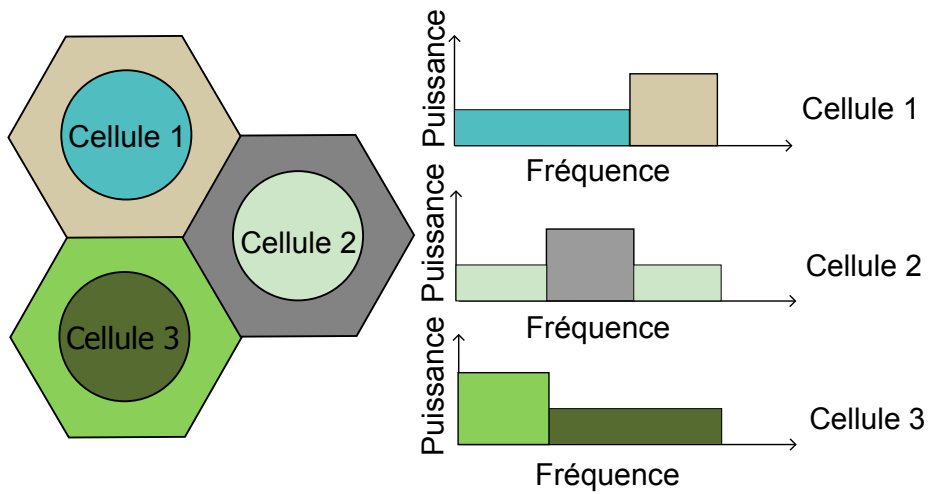 Cellule 1
Cellule 2
Cellule 3
Puissance
Fréquence
Cellule 1
Puissance
Fréquence
Cellule 2
Puissance
Fréquence
Cellule 3